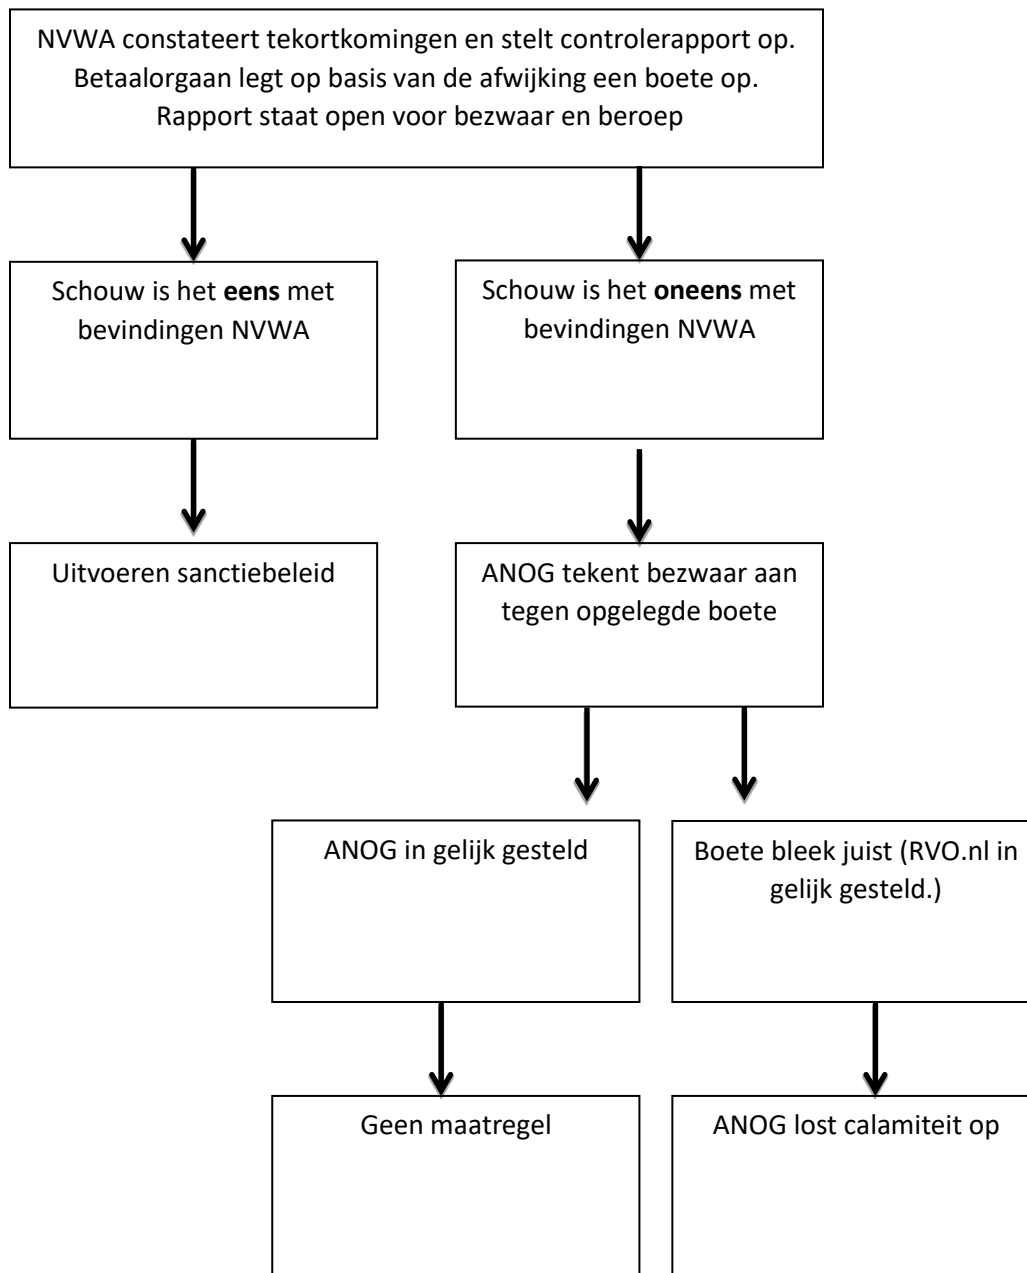 NVWA constateert tekortkomingen en stelt controlerapport op.
Betaalorgaan legt op basis van de afwijking een boete op.
Rapport staat open voor bezwaar en beroep
Schouw is het eens met
bevindingen NVWA
Schouw is het oneens met
bevindingen NVWA
Uitvoeren sanctiebeleid
ANOG tekent bezwaar aan
tegen opgelegde boete
ANOG in gelijk gesteld
Boete bleek juist (RVO.nl in
gelijk gesteld.)
Geen maatregel
ANOG lost calamiteit op